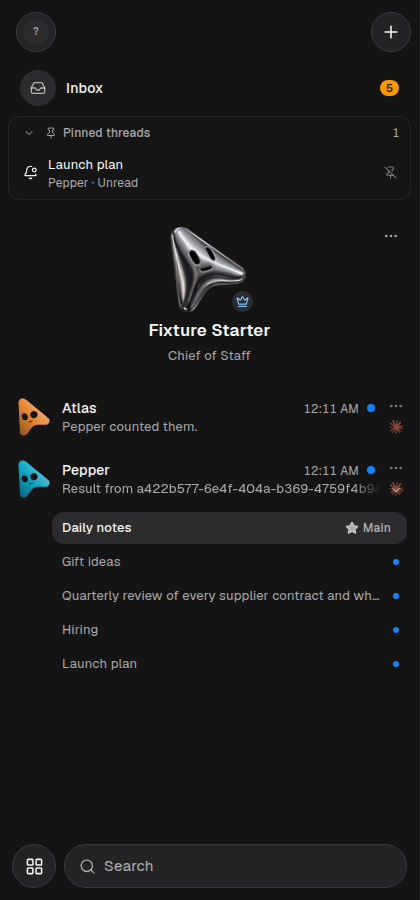 ?
Inbox
5
Pinned threads
1
Launch plan
Pepper · Unread
Fixture Starter
Chief of Staff
Atlas
12:11 AM
Pepper counted them.
Pepper
12:11 AM
Result from a422b577-6e4f-404a-b369-4759f4b9
Daily notes
Main
Gift ideas
Quarterly review of every supplier contract and wh…
Hiring
Launch plan
Search